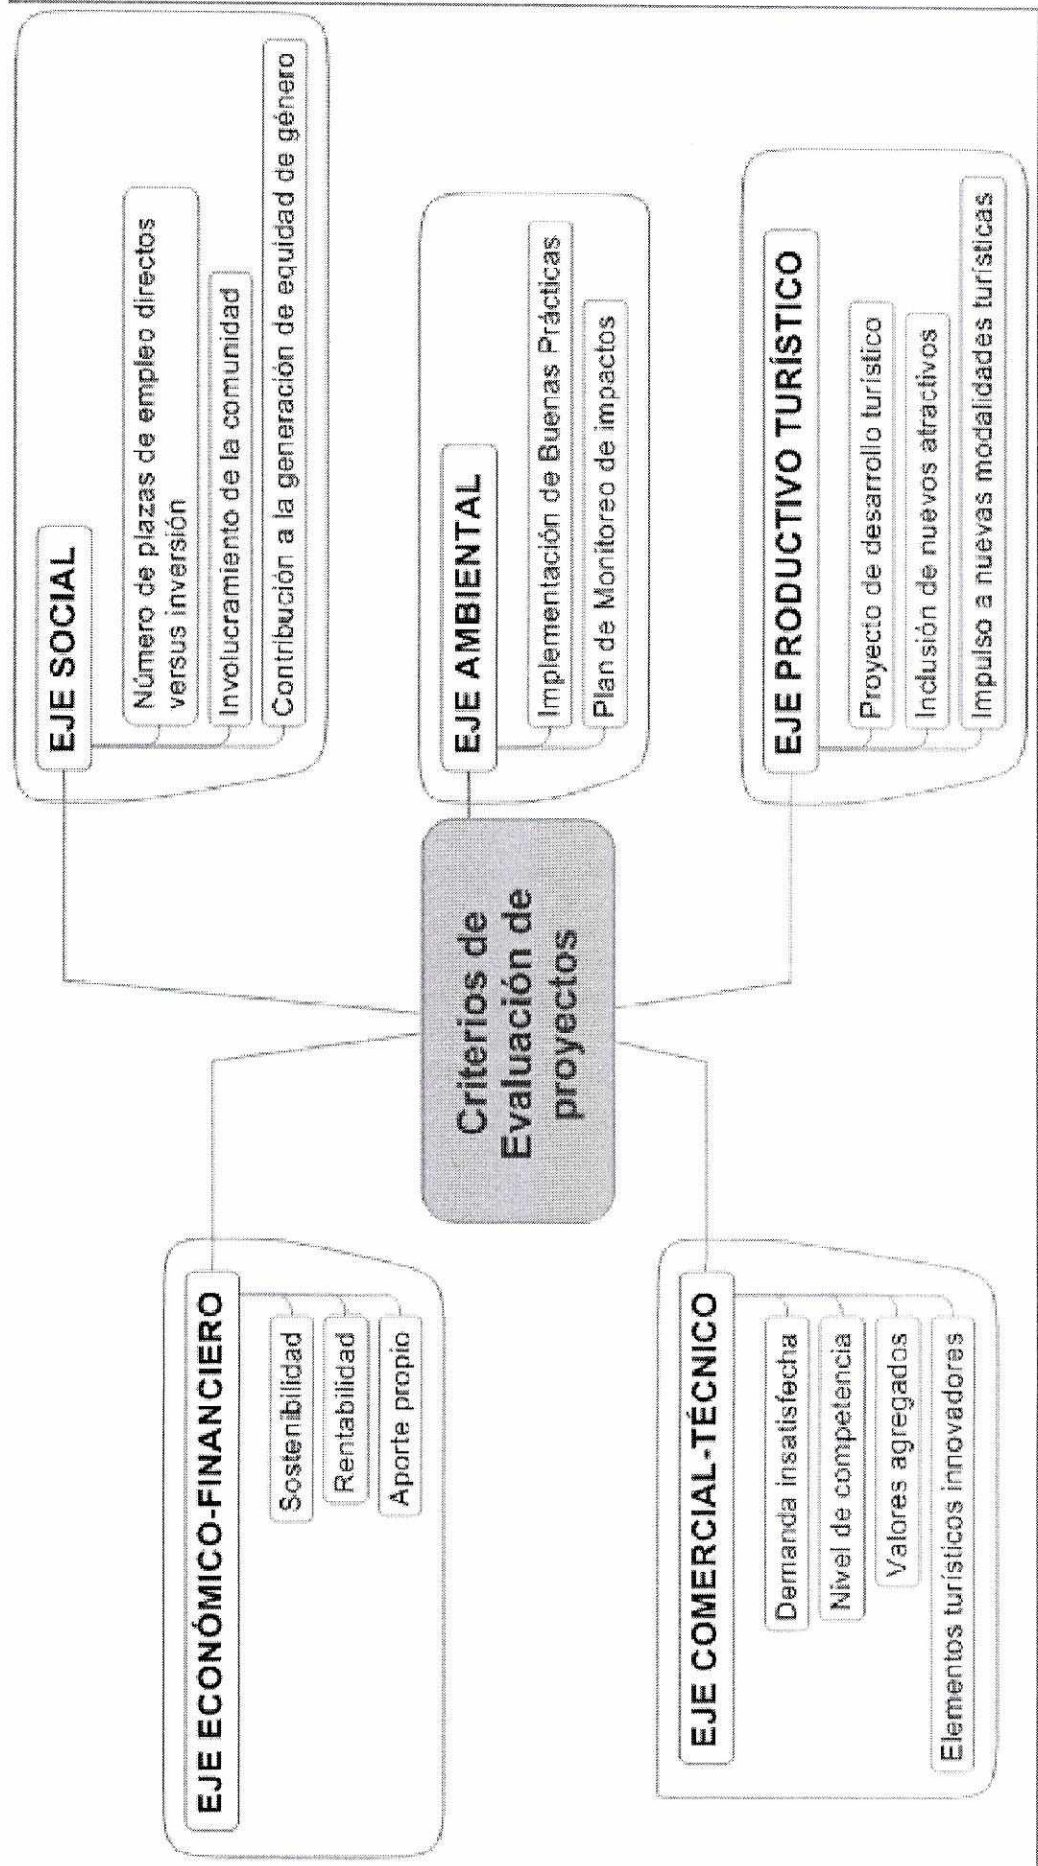 Criterios de
Evaluación de
proyectos
EJE ECONÓMICO-FINANCIERO
Sostenibilidad
Rentabilidad
Aporte propio
EJE COMERCIAL-TÉCNICO
Demanda insatisfecha
Nivel de competencia
Valores agregados
Elementos turísticos innovadores
EJE SOCIAL
Número de plazas de empleo directos
versus inversión
Involucramiento de la comunidad
Contribución a la generación de equidad de género
EJE AMBIENTAL
Implementación de Buenas Prácticas
Plan de Monitoreo de impactos
EJE PRODUCTIVO TURÍSTICO
Proyecto de desarrollo turístico
Inclusión de nuevos atractivos
Impulso a nuevas modalidades turísticas